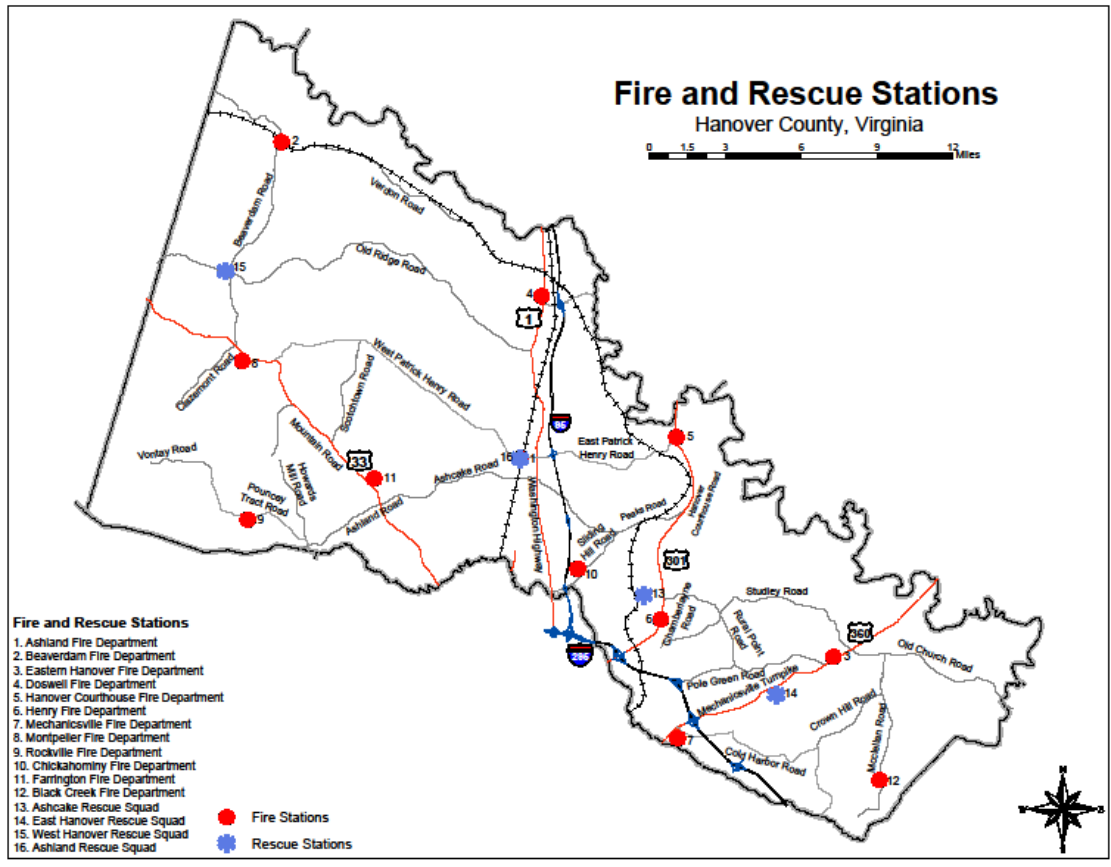 Fire and Rescue Stations
Hanover County, Virginia
0 1.5 3 6 9 12
Miles
2
Vergon Road
Beaverdam Road
15
Old Ridge Road
4
1
8
Clazemont Road
West Patrick Henry Road
Scotchtown Road
Mountain Road
33
11
95
5
East Patrick
Henry Road
16
1
Ashcake Road
Vontay Road
Howards
Mill Road
Pouncey
Tract Road
9
Ashland Road
Washington Highway
Peaks Road
Hanover
Courthouse Road
Sliding
Hill Road
10
301
13
Studley Road
6
Chamberlayne
Road
Rural Point
Road
360
295
3
Old Church Road
Pole Green Road
Mechanicsville Turnpike
14
Crown Hill Road
7
Cold Harbor Road
Mcclellan Road
12
Fire and Rescue Stations
1. Ashland Fire Department
2. Beaverdam Fire Department
3. Eastern Hanover Fire Department
4. Doswell Fire Department
5. Hanover Courthouse Fire Department
6. Henry Fire Department
7. Mechanicsville Fire Department
8. Montpelier Fire Department
9. Rockville Fire Department
10. Chickahominy Fire Department
11. Farrington Fire Department
12. Black Creek Fire Department
13. Ashcake Rescue Squad
14. East Hanover Rescue Squad
15. West Hanover Rescue Squad
16. Ashland Rescue Squad
Fire Stations
Rescue Stations
N
W
E
S